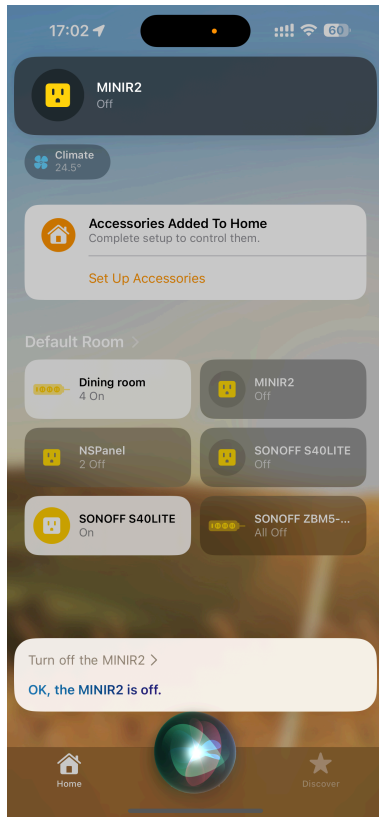 17:02
60
MINIR2
Off
Climate
24.5°
Accessories Added To Home
Complete setup to control them.
Set Up Accessories
Default Room >
Dining room
4 On
MINIR2
Off
NSPanel
2 Off
SONOFF S40LITE
Off
SONOFF S40LITE
On
SONOFF ZBM5-...
All Off
Turn off the MINIR2 >
OK, the MINIR2 is off.
Home
Discover